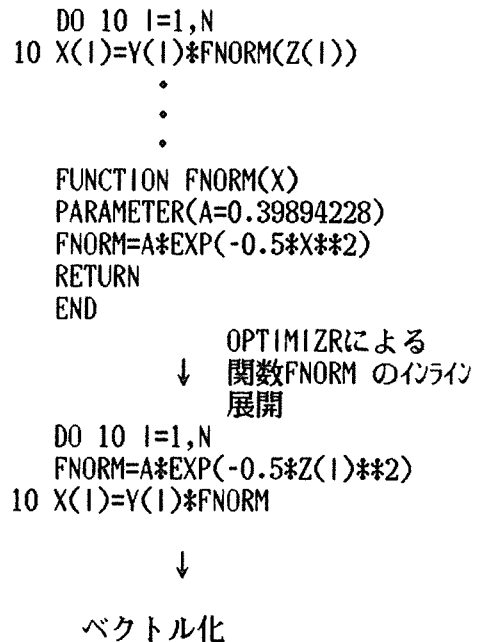 DO 10 I=1,N
10 X(I)=Y(I)*FNORM(Z(I))
FUNCTION FNORM(X)
PARAMETER(A=0.39894228)
FNORM=A*EXP(-0.5*X**2)
RETURN
END
OPTIMIZRによる
↓ 関数FNORM のインライン
展開
DO 10 I=1,N
FNORM=A*EXP(-0.5*Z(I)**2)
10 X(I)=Y(I)*FNORM
↓
ベクトル化